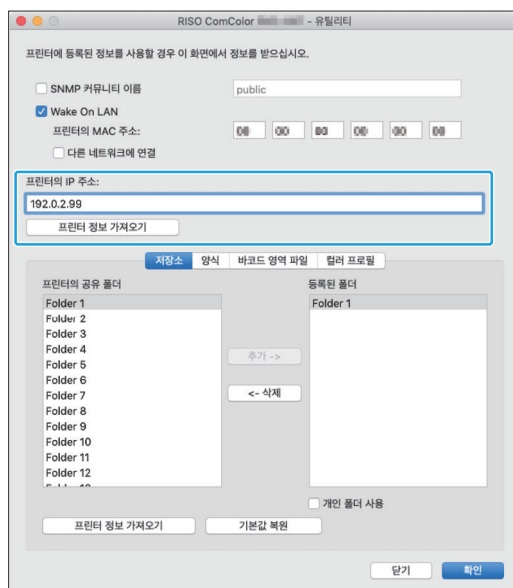 RISO ComColor - 유틸리티
프린터에 등록된 정보를 사용할 경우 이 화면에서 정보를 받으십시오.
SNMP 커뮤니티 이름
public
Wake On LAN
프린터의 MAC 주소:
다른 네트워크에 연결
프린터의 IP 주소:
192.0.2.99
프린터 정보 가져오기
저장소 양식 바코드 영역 파일 컬러 프로필
프린터의 공유 폴더
등록된 폴더
Folder 1
Folder 1
Folder 2
Folder 3
Folder 4
추가 ->
Folder 5
Folder 6
Folder 7
<- 삭제
Folder 8
Folder 9
Folder 10
Folder 11
Folder 12
개인 폴더 사용
프린터 정보 가져오기
기본값 복원
닫기
확인